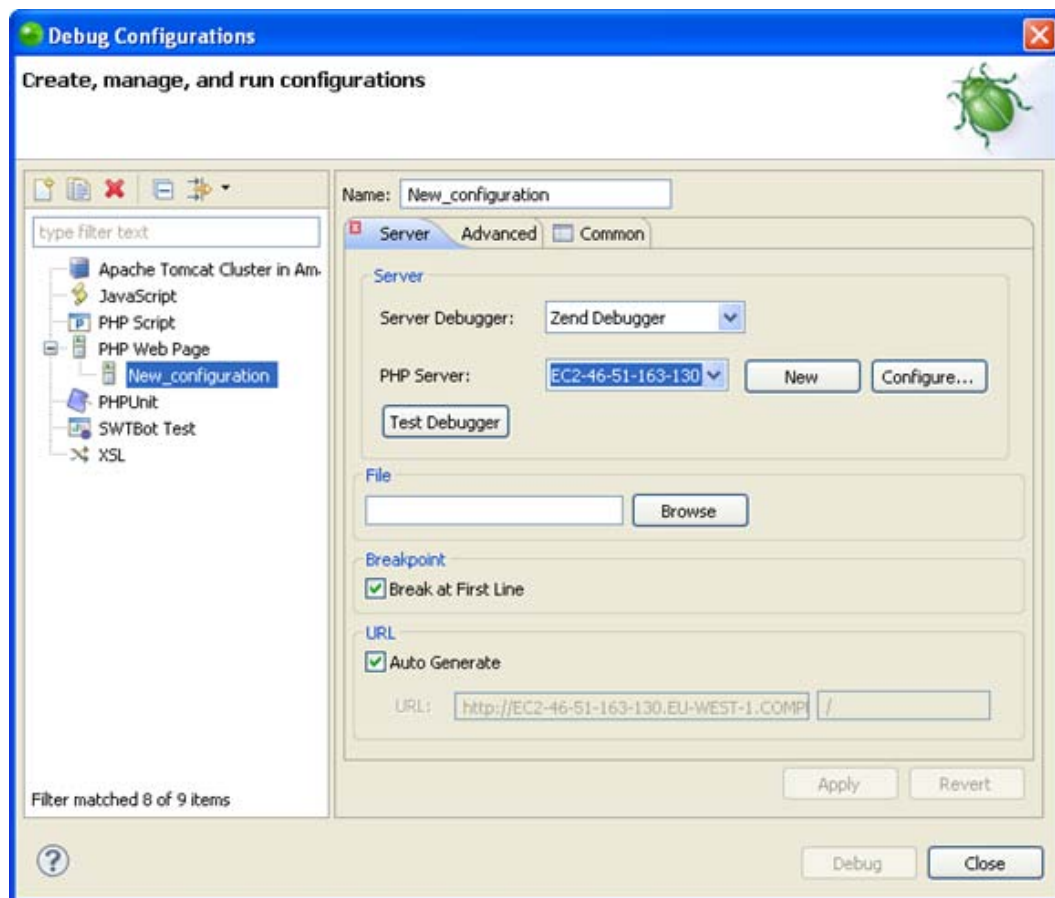 Debug Configurations
Create, manage, and run configurations
type filter text
Apache Tomcat Cluster in Am
JavaScript
PHP Script
PHP Web Page
New_configuration
PHPUnit
SWTBot Test
XSL
Filter matched 8 of 9 items
Name: New_configuration
Server Advanced Common
Server
Server Debugger: Zend Debugger
PHP Server: EC2-46-51-163-130 New Configure...
Test Debugger
File
Browse
Breakpoint
Break at First Line
URL
Auto Generate
URL: http://EC2-46-51-163-130.EU-WEST-1.COMP /
Apply Revert
? Debug Close